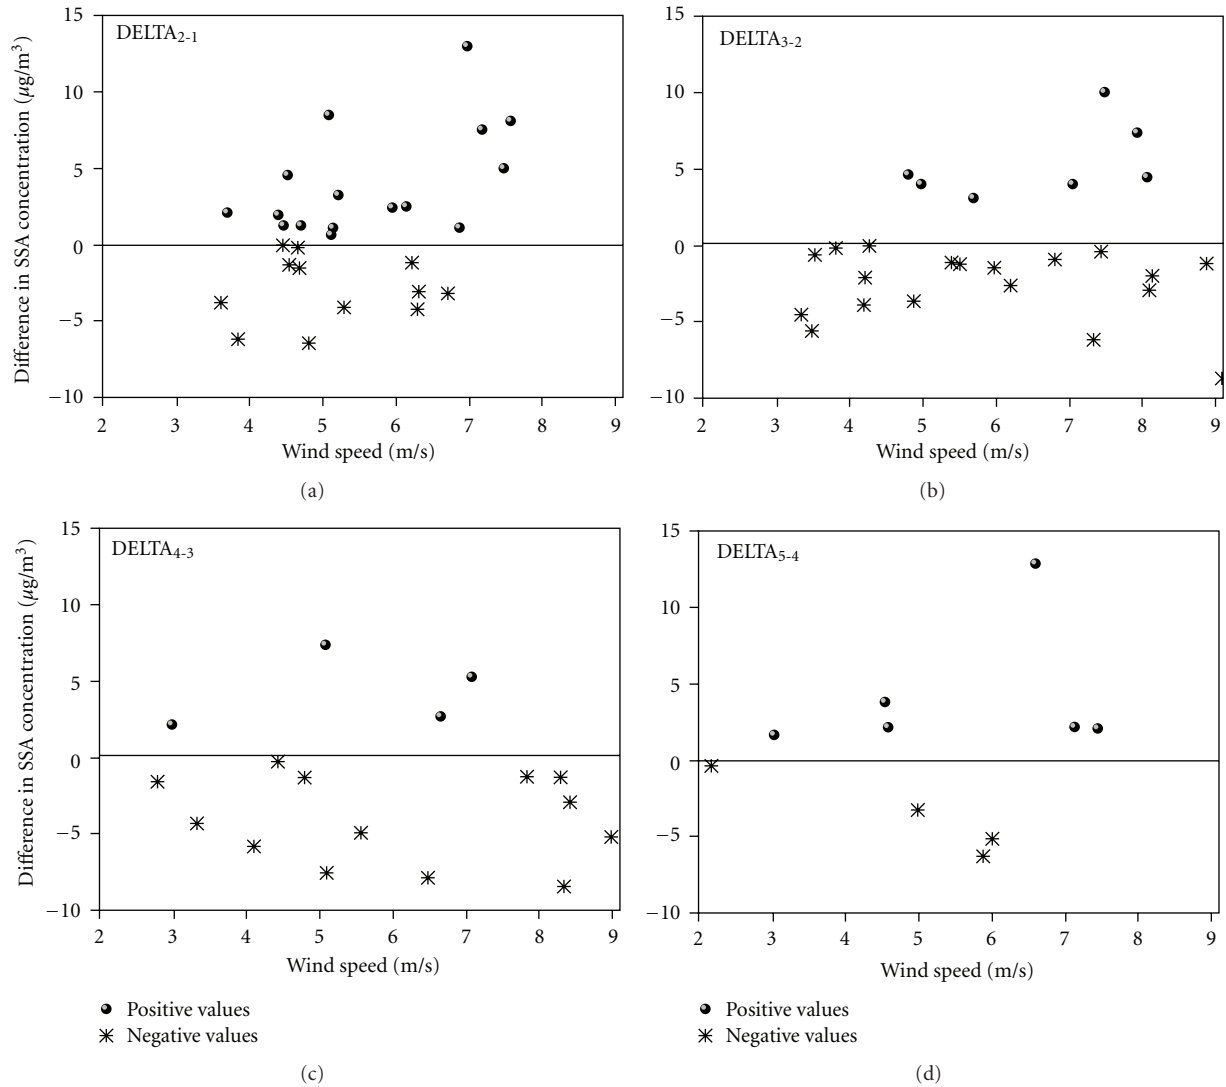 DELTA2-1
Difference in SSA concentration (μg/m³)
15
10
5
0
−5
−10
2 3 4 5 6 7 8 9
Wind speed (m/s)
(a)
DELTA3-2
15
10
5
0
−5
−10
2 3 4 5 6 7 8 9
Wind speed (m/s)
(b)
DELTA4-3
Difference in SSA concentration (μg/m³)
15
10
5
0
−5
−10
2 3 4 5 6 7 8 9
Wind speed (m/s)
Positive values
Negative values
(c)
DELTA5-4
15
10
5
0
−5
−10
2 3 4 5 6 7 8 9
Wind speed (m/s)
Positive values
Negative values
(d)